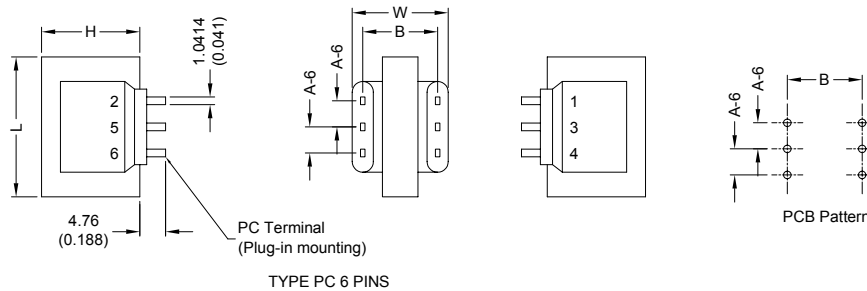 H
L
2
5
6
1.0414
(0.041)
4.76
(0.188)
PC Terminal
(Plug-in mounting)
W
B
A-6
A-6
1
3
4
B
A-6
A-6
PCB Pattern
TYPE PC 6 PINS